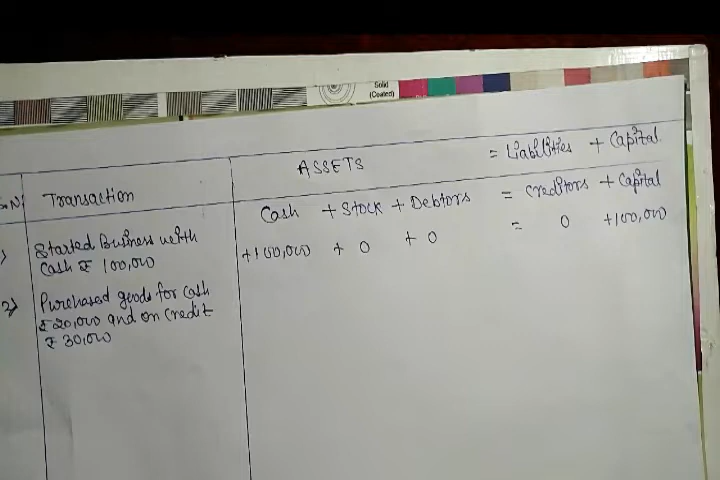 Solid
(Coated)
S.N. Transaction ASSETS = Liabilities + Capital
Cash + Stock + Debtors = Creditors + Capital
1) Started Business with
Cash ₹ 100,000 +100,000 + 0 + 0 = 0 +100,000
2) Purchased goods for cash
₹ 20,000 and on Credit
₹ 30,000